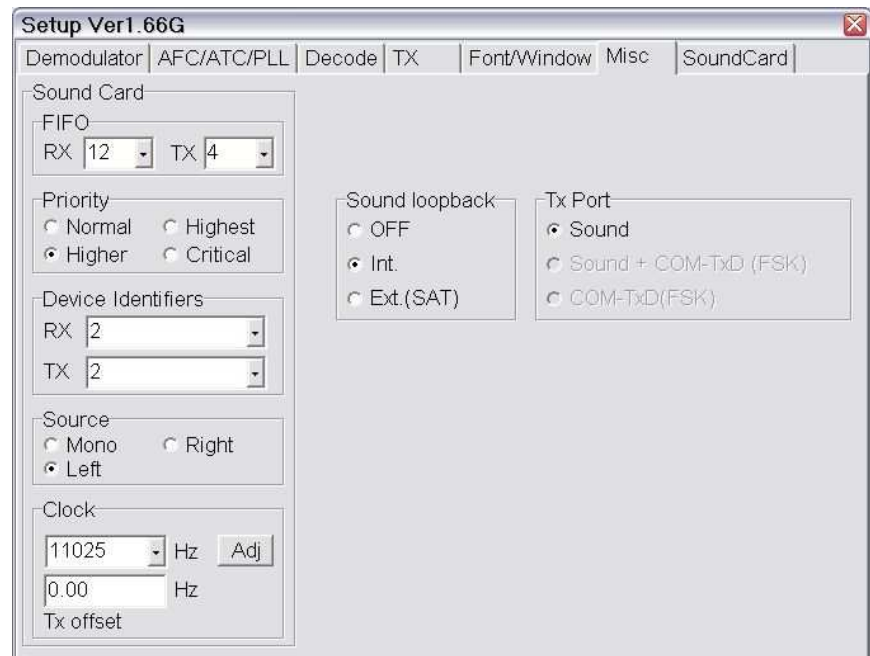 Setup Ver1.66G
Demodulator AFC/ATC/PLL Decode TX Font/Window Misc SoundCard
Sound Card
FIFO
RX 12 TX 4
Priority
Normal Highest
Higher Critical
Device Identifiers
RX 2
TX 2
Source
Mono Right
Left
Clock
11025 Hz Adj
0.00 Hz
Tx offset
Sound loopback
OFF
Int.
Ext.(SAT)
Tx Port
Sound
Sound + COM-TxD (FSK)
COM-TxD(FSK)